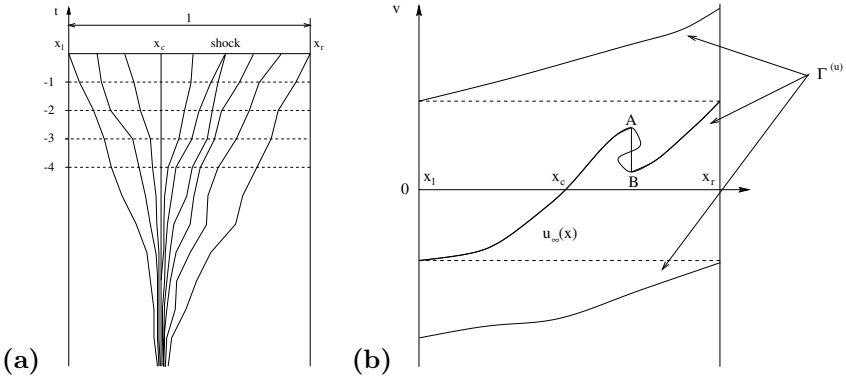 t
1
x_l x_c shock x_r
-1
-2
-3
-4
(a)
v
Γ^(u)
A
x_l x_c B x_r
0
u_∞(x)
(b)